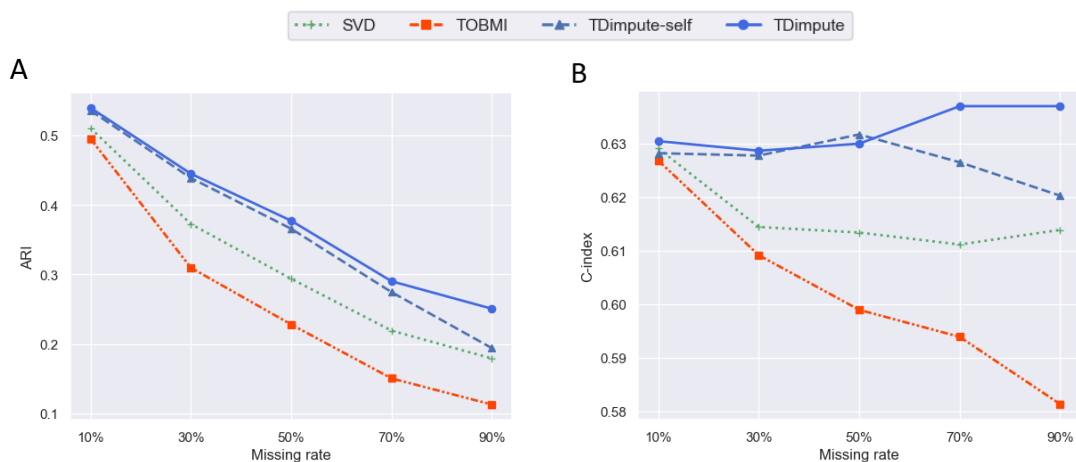 SVD TOBMI TDimpute-self TDimpute
A
B
0.5
0.4
0.3
0.2
0.1
ARI
10% 30% 50% 70% 90%
Missing rate
0.63
0.62
0.61
0.60
0.59
0.58
C-index
10% 30% 50% 70% 90%
Missing rate